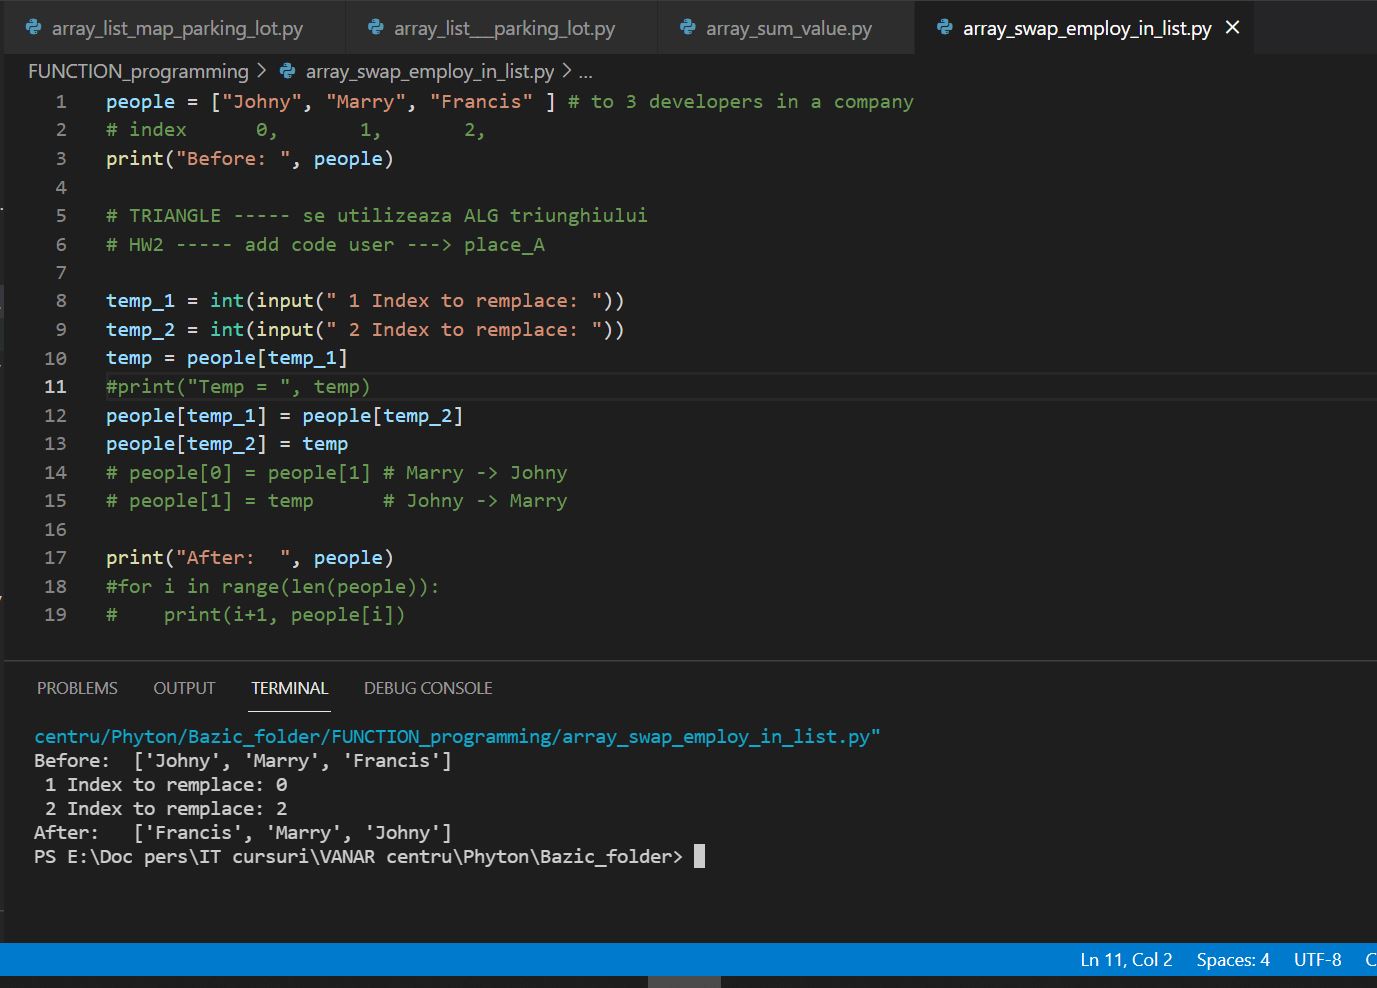 array_list_map_parking_lot.py array_list__parking_lot.py array_sum_value.py array_swap_employ_in_list.py ×
FUNCTION_programming > array_swap_employ_in_list.py > ...
1 people = ["Johny", "Marry", "Francis" ] # to 3 developers in a company
2 # index      0,       1,       2,
3 print("Before: ", people)
4
5 # TRIANGLE ----- se utilizeaza ALG triunghiului
6 # HW2 ----- add code user ---> place_A
7
8 temp_1 = int(input(" 1 Index to remplace: "))
9 temp_2 = int(input(" 2 Index to remplace: "))
10 temp = people[temp_1]
11 #print("Temp = ", temp)
12 people[temp_1] = people[temp_2]
13 people[temp_2] = temp
14 # people[0] = people[1] # Marry -> Johny
15 # people[1] = temp      # Johny -> Marry
16
17 print("After:  ", people)
18 #for i in range(len(people)):
19 #    print(i+1, people[i])
PROBLEMS OUTPUT TERMINAL DEBUG CONSOLE
centru/Phyton/Bazic_folder/FUNCTION_programming/array_swap_employ_in_list.py"
Before:  ['Johny', 'Marry', 'Francis']
 1 Index to remplace: 0
 2 Index to remplace: 2
After:   ['Francis', 'Marry', 'Johny']
PS E:\Doc pers\IT cursuri\VANAR centru\Phyton\Bazic_folder>
Ln 11, Col 2 Spaces: 4 UTF-8